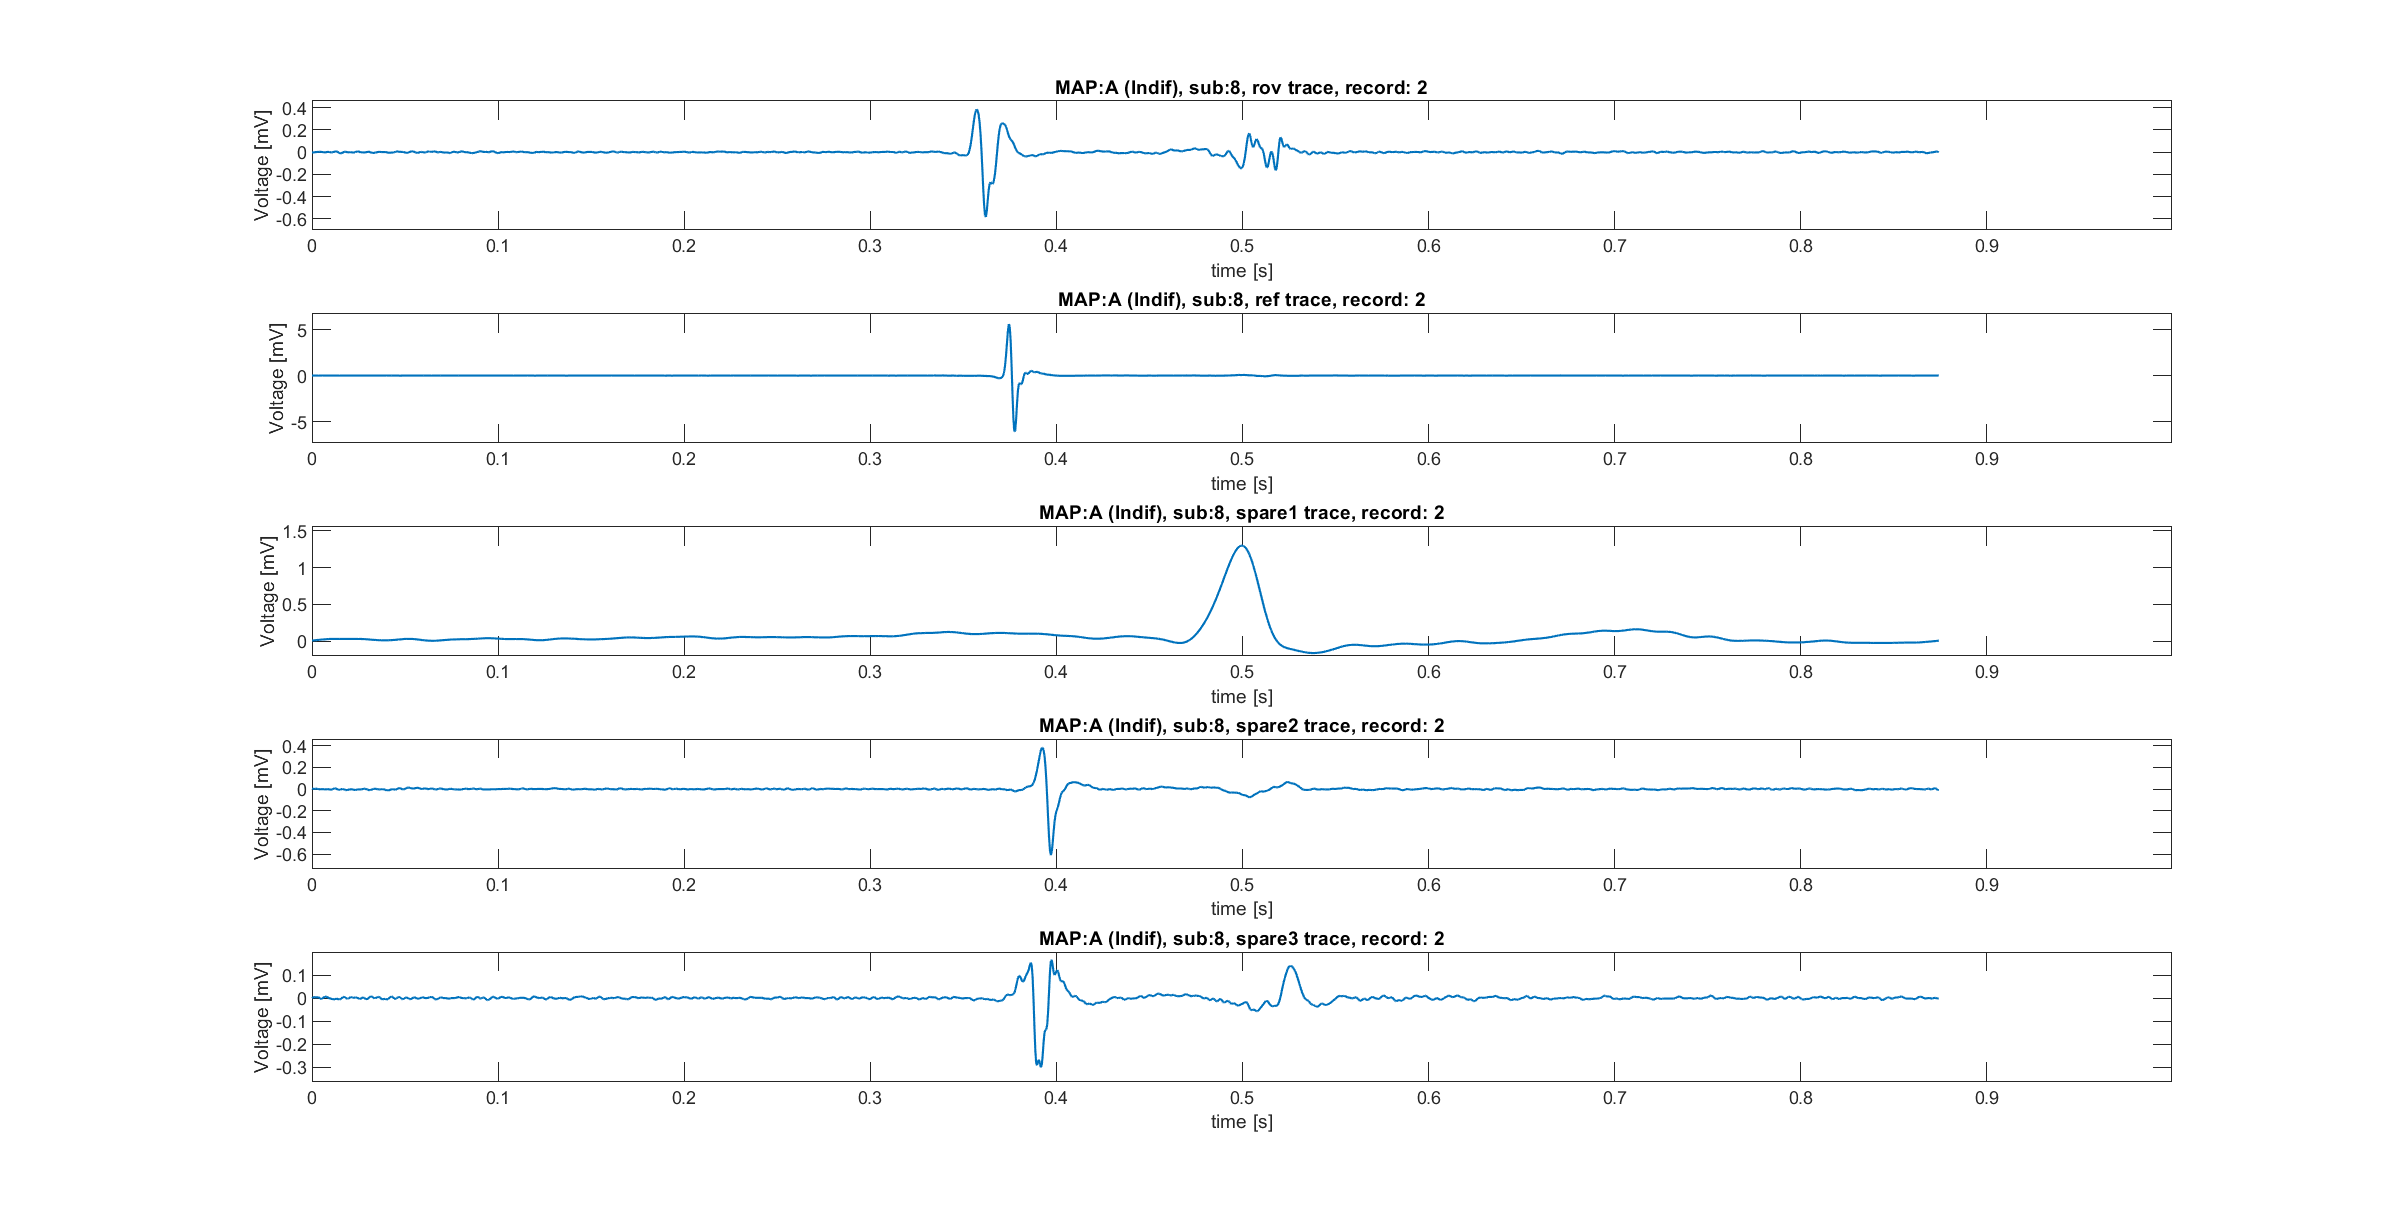 MAP:A (Indif), sub:8, rov trace, record: 2
Voltage [mV]
0.4
0.2
0
-0.2
-0.4
-0.6
0 0.1 0.2 0.3 0.4 0.5 0.6 0.7 0.8 0.9
time [s]
MAP:A (Indif), sub:8, ref trace, record: 2
Voltage [mV]
5
0
-5
0 0.1 0.2 0.3 0.4 0.5 0.6 0.7 0.8 0.9
time [s]
MAP:A (Indif), sub:8, spare1 trace, record: 2
Voltage [mV]
1.5
1
0.5
0
0 0.1 0.2 0.3 0.4 0.5 0.6 0.7 0.8 0.9
time [s]
MAP:A (Indif), sub:8, spare2 trace, record: 2
Voltage [mV]
0.4
0.2
0
-0.2
-0.4
-0.6
0 0.1 0.2 0.3 0.4 0.5 0.6 0.7 0.8 0.9
time [s]
MAP:A (Indif), sub:8, spare3 trace, record: 2
Voltage [mV]
0.1
0
-0.1
-0.2
-0.3
0 0.1 0.2 0.3 0.4 0.5 0.6 0.7 0.8 0.9
time [s]